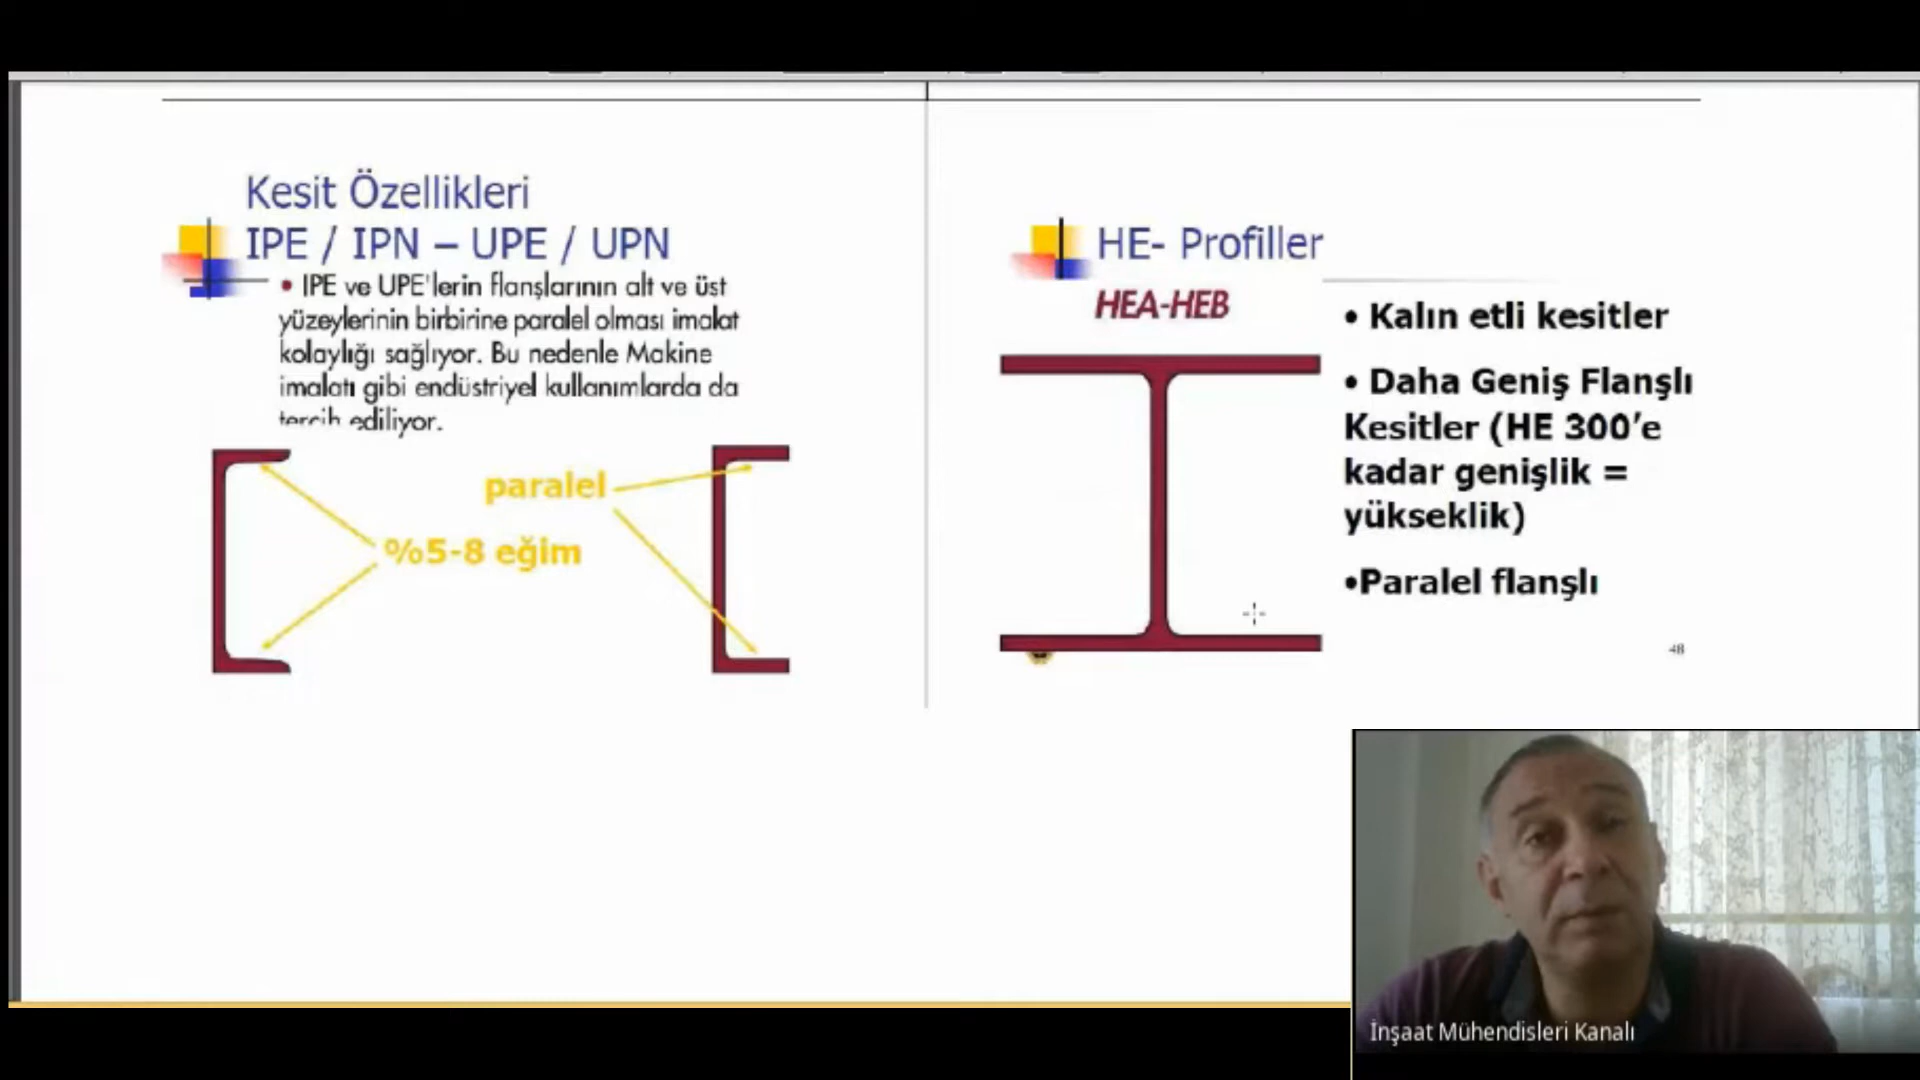 Kesit Özellikleri
IPE / IPN – UPE / UPN
• IPE ve UPE'lerin flanşlarının alt ve üst
yüzeylerinin birbirine paralel olması imalat
kolaylığı sağlıyor. Bu nedenle Makine
imalatı gibi endüstriyel kullanımlarda da
tercih ediliyor.
paralel
%5-8 eğim
HE- Profiller
HEA-HEB
• Kalın etli kesitler
• Daha Geniş Flanşlı
Kesitler (HE 300’e
kadar genişlik =
yükseklik)
•Paralel flanşlı
48
İnşaat Mühendisleri Kanalı